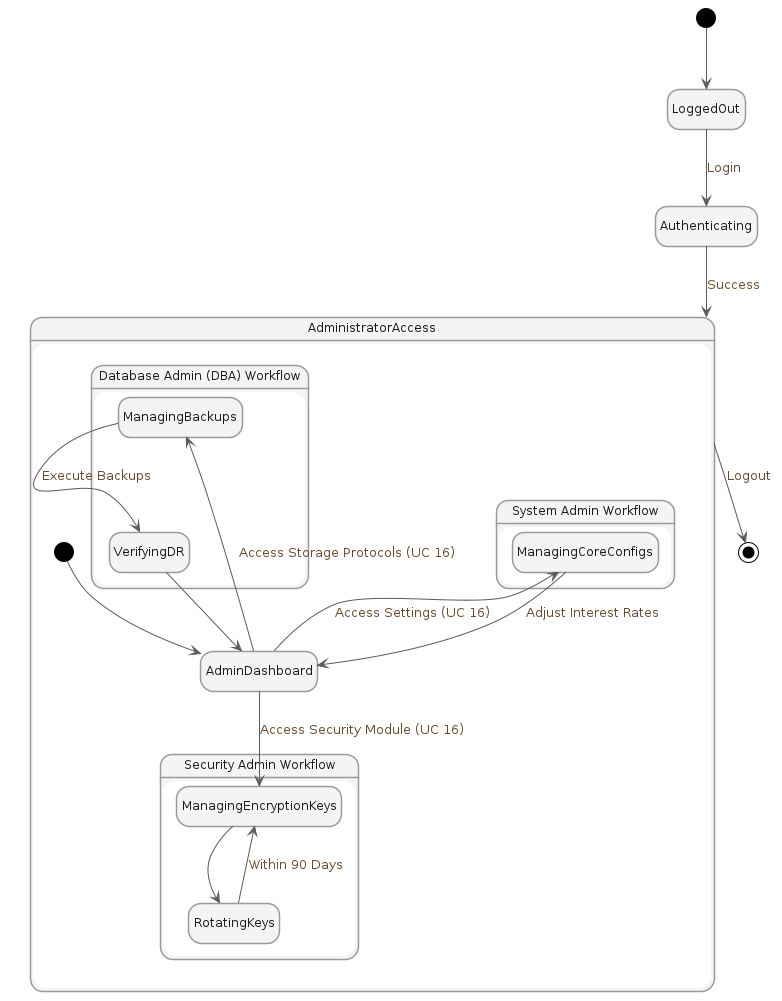 LoggedOut
Login
Authenticating
Success
AdministratorAccess
Database Admin (DBA) Workflow
ManagingBackups
Execute Backups
Logout
System Admin Workflow
VerifyingDR
Access Storage Protocols (UC 16)
ManagingCoreConfigs
Access Settings (UC 16)
Adjust Interest Rates
AdminDashboard
Access Security Module (UC 16)
Security Admin Workflow
ManagingEncryptionKeys
Within 90 Days
RotatingKeys